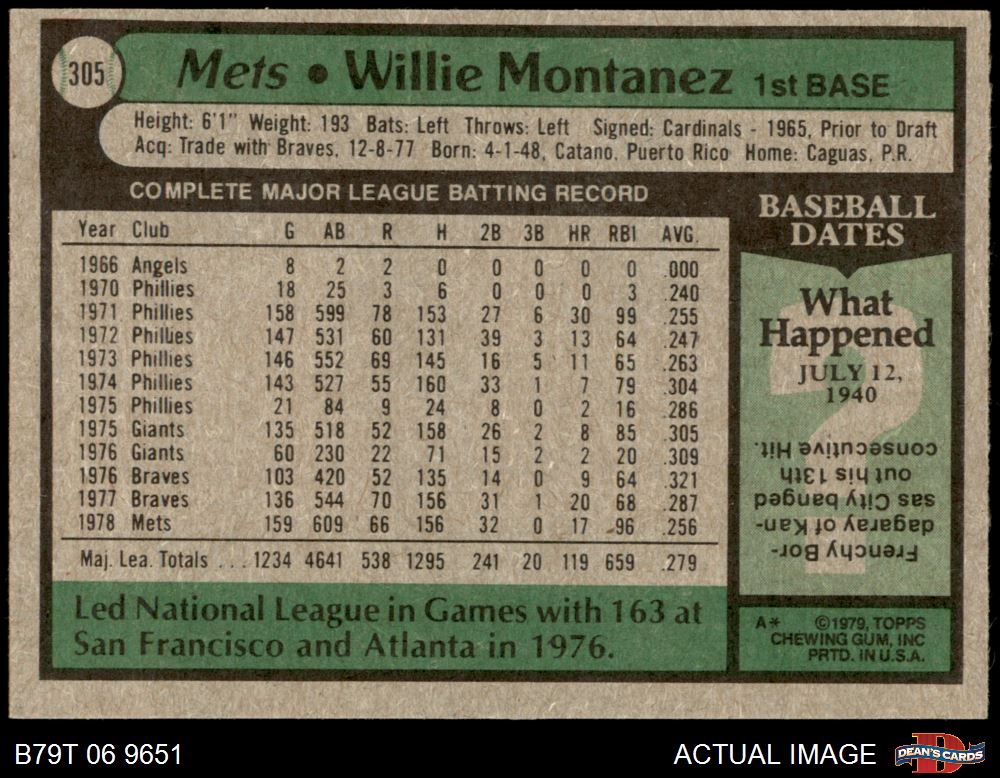 305
Mets • Willie Montanez 1st BASE
Height: 6'1" Weight: 193 Bats: Left Throws: Left Signed: Cardinals - 1965, Prior to Draft
Acq: Trade with Braves, 12-8-77 Born: 4-1-48, Catano, Puerto Rico Home: Caguas, P.R.
COMPLETE MAJOR LEAGUE BATTING RECORD
Year Club G AB R H 2B 3B HR RBI AVG.
1966 Angels 8 2 2 0 0 0 0 0 .000
1970 Phillies 18 25 3 6 0 0 0 3 .240
1971 Phillies 158 599 78 153 27 6 30 99 .255
1972 Phillies 147 531 60 131 39 3 13 64 .247
1973 Phillies 146 552 69 145 16 5 11 65 .263
1974 Phillies 143 527 55 160 33 1 7 79 .304
1975 Phillies 21 84 9 24 8 0 2 16 .286
1975 Giants 135 518 52 158 26 2 8 85 .305
1976 Giants 60 230 22 71 15 2 2 20 .309
1976 Braves 103 420 52 135 14 0 9 64 .321
1977 Braves 136 544 70 156 31 1 20 68 .287
1978 Mets 159 609 66 156 32 0 17 96 .256
Maj. Lea. Totals ... 1234 4641 538 1295 241 20 119 659 .279
Led National League in Games with 163 at
San Francisco and Atlanta in 1976.
BASEBALL
DATES
?
What
Happened
JULY 12,
1940
Frenchy Bor-
dagaray of Kan-
sas City banged
out his 13th
consecutive Hit.
A* ©1979, TOPPS
CHEWING GUM, INC
PRTD. IN U.S.A.
B79T 06 9651
ACTUAL IMAGE
D
DEAN'S CARDS